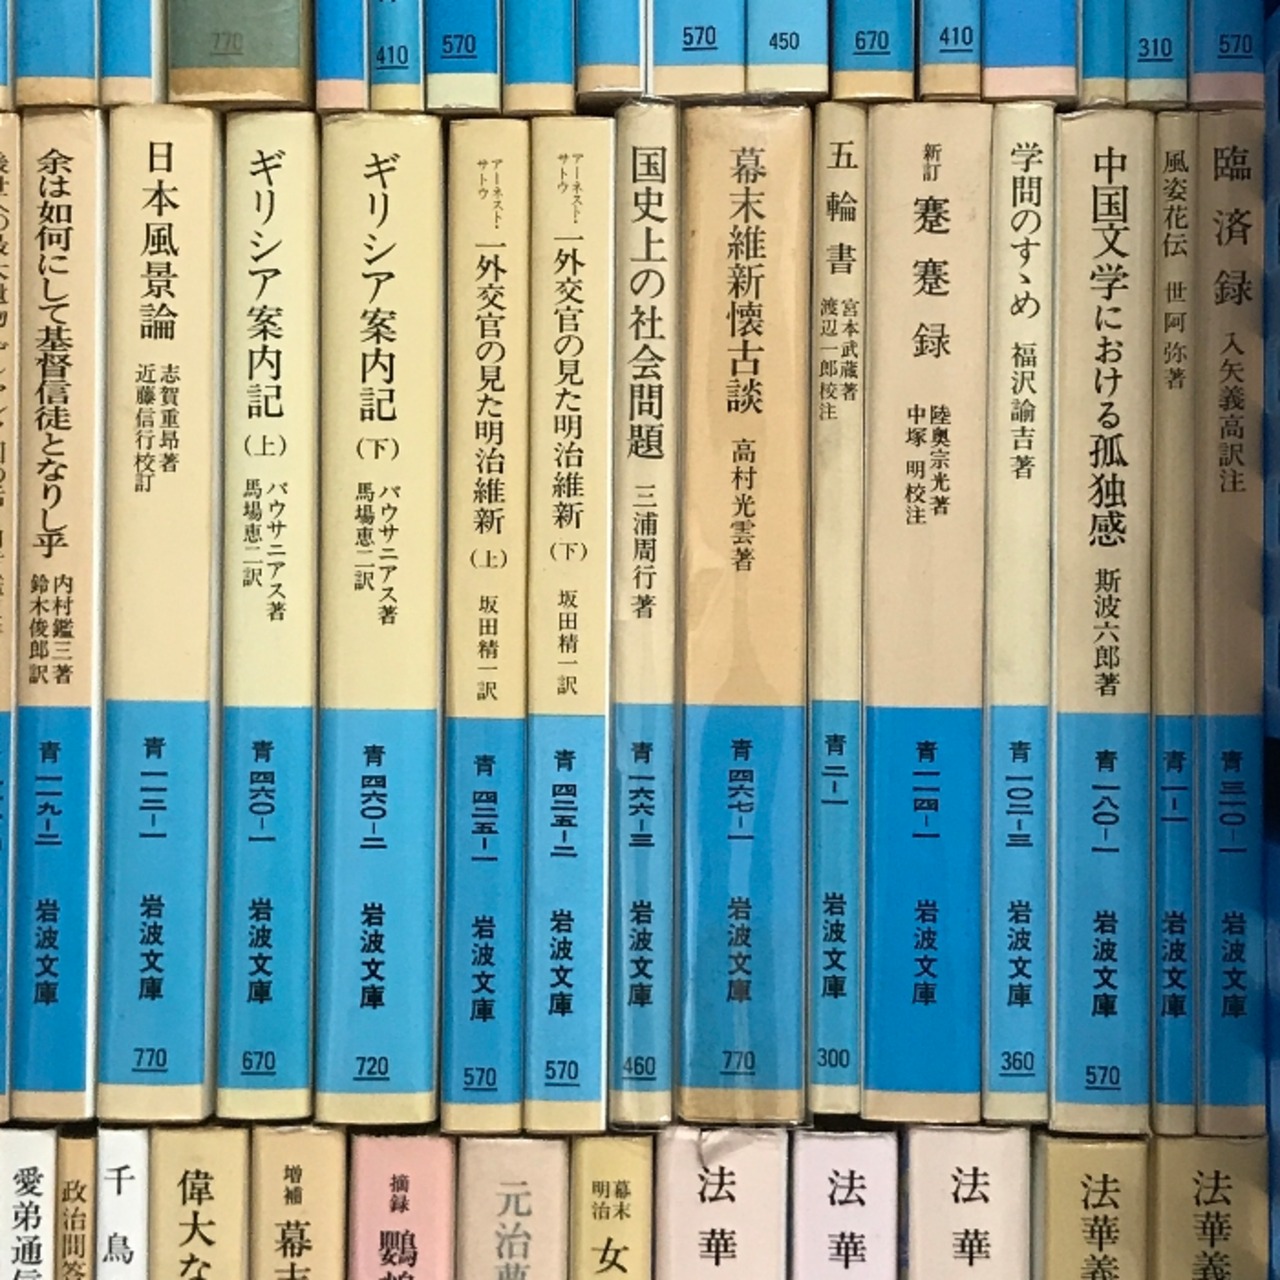 770
410
570
570
450
670
410
310
570
余は如何にして基督信徒となりし乎
内村鑑三著
鈴木俊郎訳
青一一九-二
岩波文庫
日本風景論
志賀重昂著
近藤信行校訂
青一一二-一
岩波文庫
770
ギリシア案内記(上)
パウサニアス著
馬場恵二訳
青四六〇-一
岩波文庫
670
ギリシア案内記(下)
パウサニアス著
馬場恵二訳
青四六〇-二
岩波文庫
720
アーネスト・
サトウ
一外交官の見た明治維新(上)
坂田精一訳
青四二五-一
岩波文庫
570
アーネスト・
サトウ
一外交官の見た明治維新(下)
坂田精一訳
青四二五-二
岩波文庫
570
国史上の社会問題
三浦周行著
青一六六-三
岩波文庫
460
幕末維新懐古談
高村光雲著
青四六七-一
岩波文庫
770
五輪書
宮本武蔵著
渡辺一郎校注
青二-一
岩波文庫
300
新訂
蹇蹇録
陸奥宗光著
中塚明校注
青一一四-一
岩波文庫
学問のすゝめ
福沢諭吉著
青一〇二-三
岩波文庫
360
中国文学における孤独感
斯波六郎著
青一八〇-一
岩波文庫
570
風姿花伝
世阿弥著
青一-一
岩波文庫
臨済録
入矢義高訳注
青三一〇-一
岩波文庫
愛弟通信
政治問答
千鳥
偉大な
増補
幕末
摘録
鸚鵡
元治夢
幕末
明治
女
法華
法華
法華
法華義
法華義